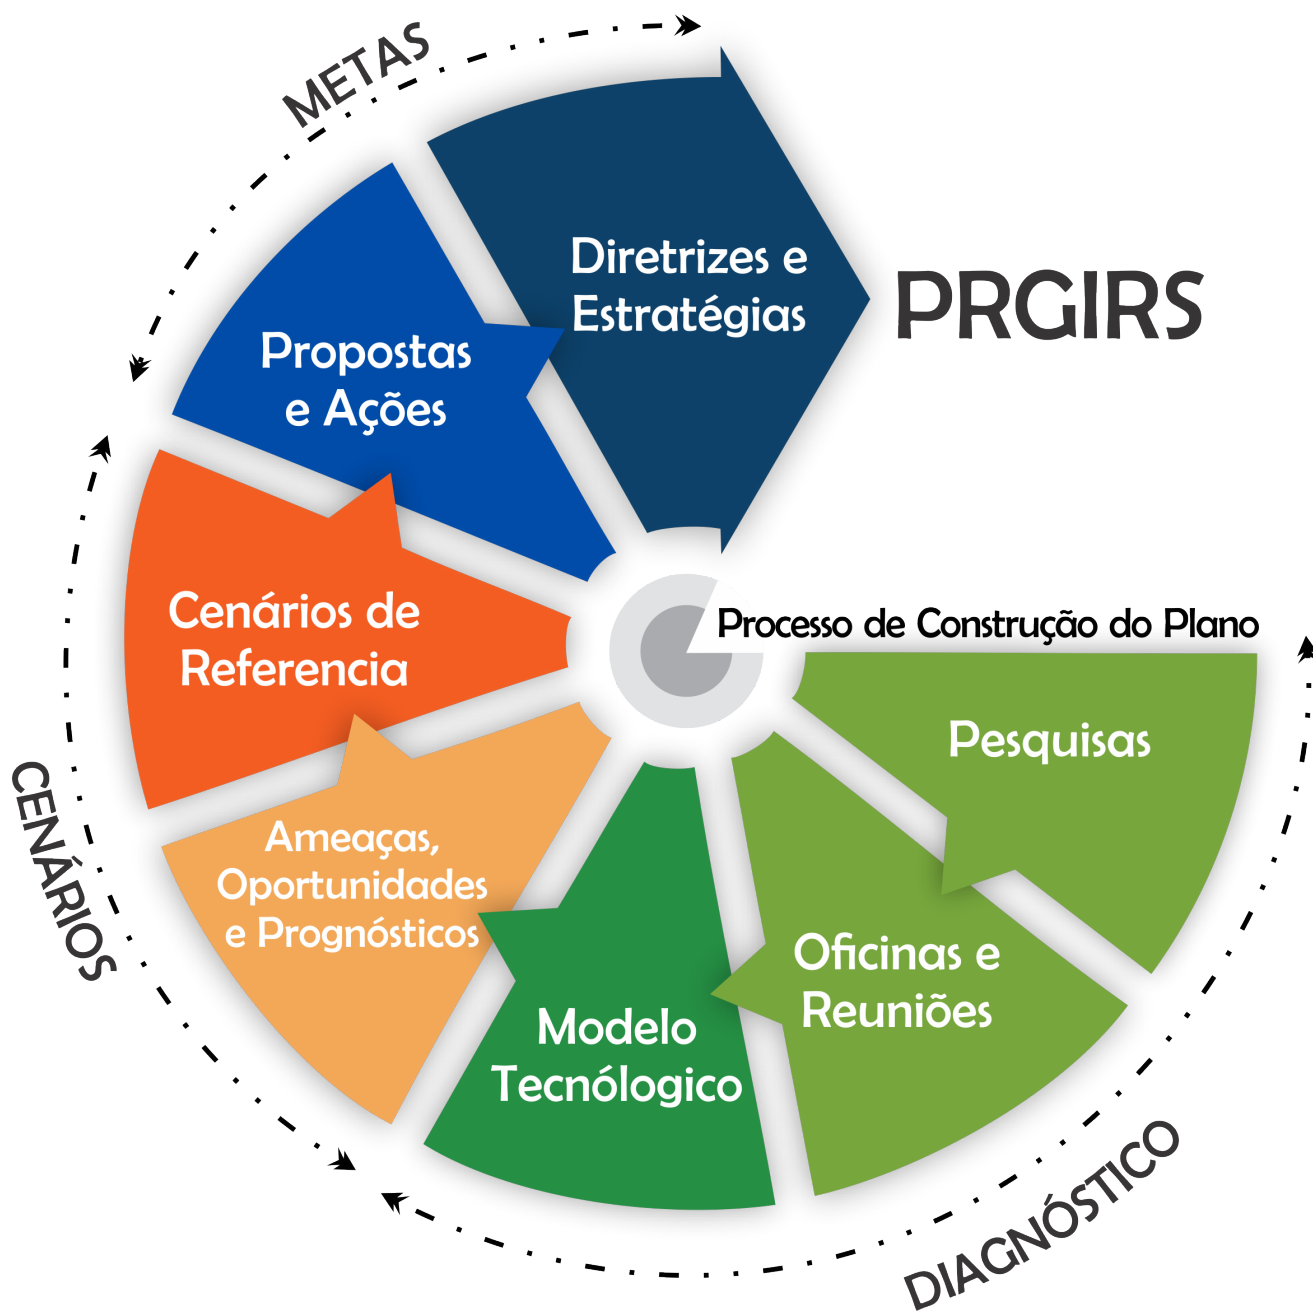 METAS
Diretrizes e
Estratégias
PRGIRS
Propostas
e Ações
Cenários de
Referencia
Processo de Construção do Plano
Pesquisas
CENÁRIOS
Ameaças,
Oportunidades
e Prognósticos
Oficinas e
Reuniões
Modelo
Tecnólogico
DIAGNÓSTICO